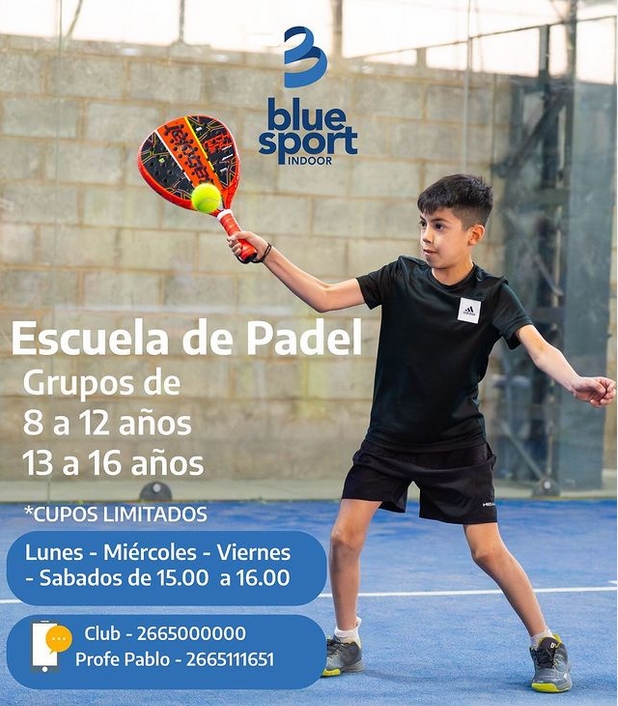 blue
sport
INDOOR
Escuela de Padel
Grupos de
8 a 12 años
13 a 16 años
*CUPOS LIMITADOS
Lunes - Miércoles - Viernes
- Sabados de 15.00 a 16.00
Club - 2665000000
Profe Pablo - 2665111651